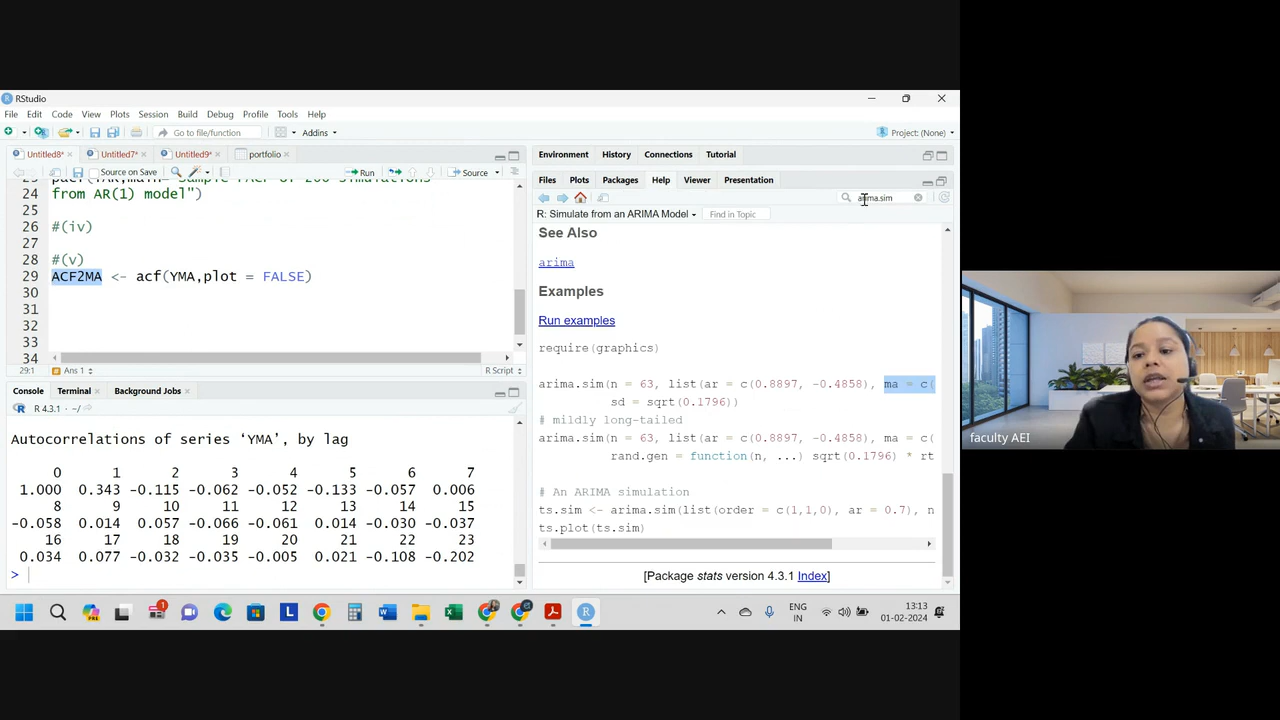 RStudio
File Edit Code View Plots Session Build Debug Profile Tools Help
Go to file/function Addins Project: (None)
Untitled8* Untitled7* Untitled9* portfolio
Source on Save Run Source
24 from AR(1) model")
25
26 #(iv)
27
28 #(v)
29 ACF2MA <- acf(YMA,plot = FALSE)
30
31
32
33
34
29:1 Ans 1 R Script
Console Terminal Background Jobs
R 4.3.1 · ~/
Autocorrelations of series ‘YMA’, by lag
0 1 2 3 4 5 6 7
1.000 0.343 -0.115 -0.062 -0.052 -0.133 -0.057 0.006
8 9 10 11 12 13 14 15
-0.058 0.014 0.057 -0.066 -0.061 0.014 -0.030 -0.037
16 17 18 19 20 21 22 23
0.034 0.077 -0.032 -0.035 -0.005 0.021 -0.108 -0.202
>
Environment History Connections Tutorial
Files Plots Packages Help Viewer Presentation
arima.sim
R: Simulate from an ARIMA Model Find in Topic
See Also
arima
Examples
Run examples
require(graphics)
arima.sim(n = 63, list(ar = c(0.8897, -0.4858), ma = c(
sd = sqrt(0.1796))
# mildly long-tailed
arima.sim(n = 63, list(ar = c(0.8897, -0.4858), ma = c(
rand.gen = function(n, ...) sqrt(0.1796) * rt
# An ARIMA simulation
ts.sim <- arima.sim(list(order = c(1,1,0), ar = 0.7), n
ts.plot(ts.sim)
[Package stats version 4.3.1 Index]
ENG
IN
13:13
01-02-2024
faculty AEI